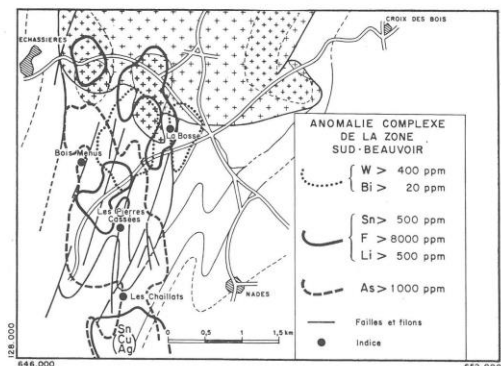 ECHASSIERES
CROIX DES BOIS
La Bosse
Bois Mehus
Les Pierres
Cassées
Les Chaillats
NADES
Sn
(Cu)
Ag
0 0,5 1 1,5 km
128.000
646.000
ANOMALIE COMPLEXE
DE LA ZONE
SUD-BEAUVOIR
W > 400 ppm
Bi > 20 ppm
Sn > 500 ppm
F > 8000 ppm
Li > 500 ppm
As > 1000 ppm
Failles et filons
Indice